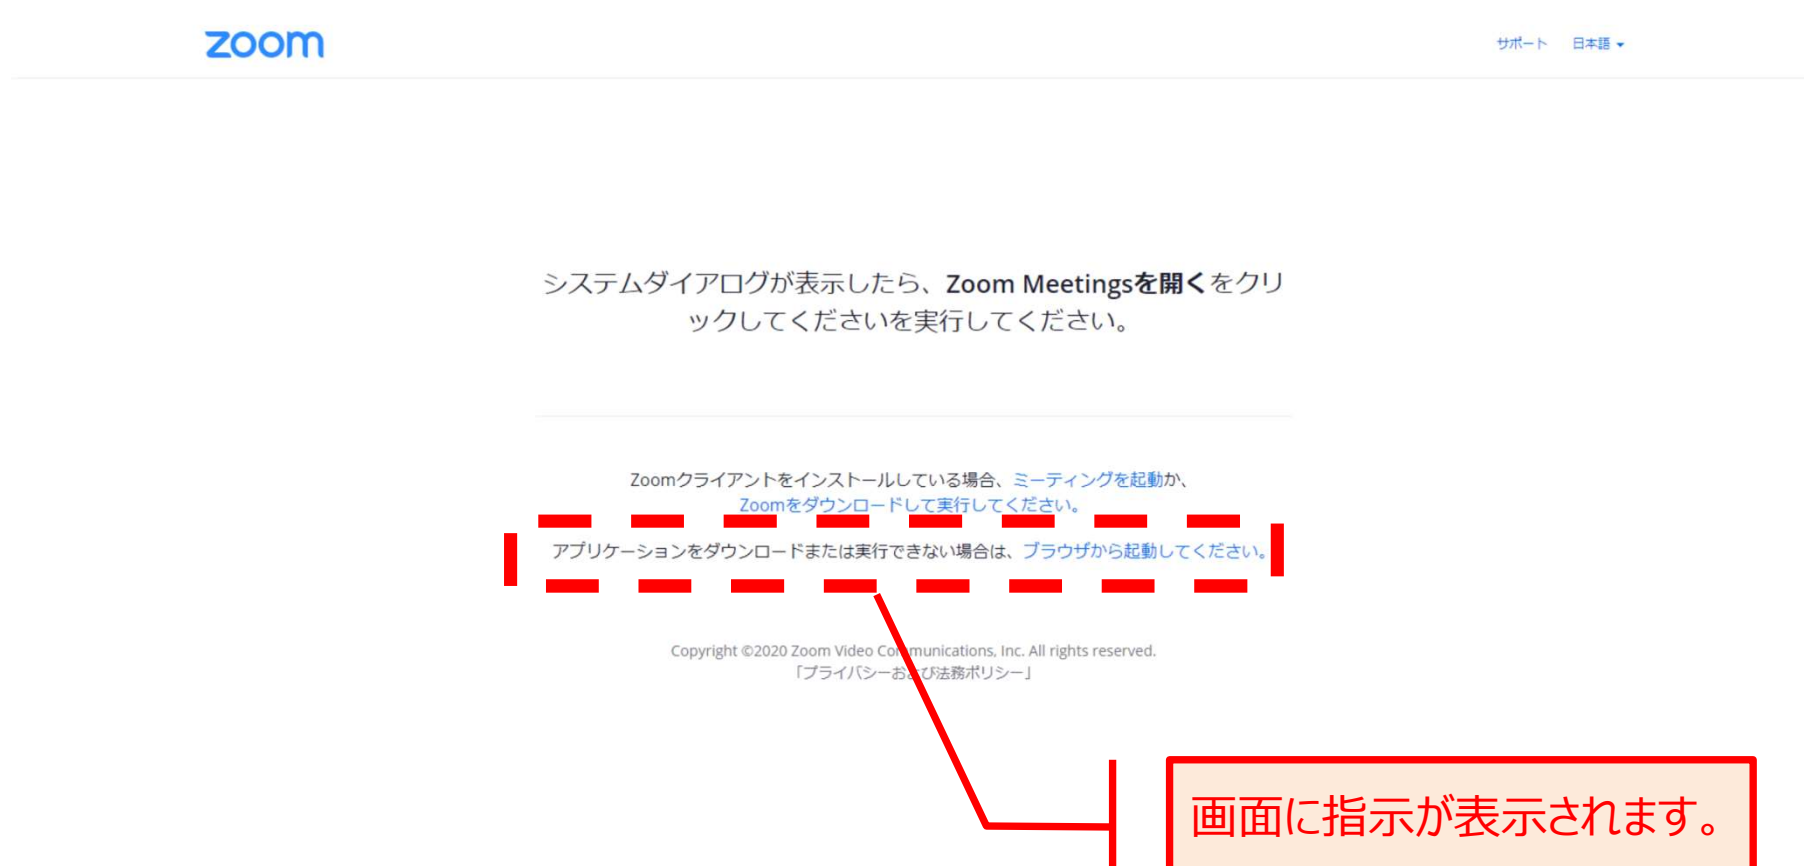 zoom
サポート 日本語
システムダイアログが表示したら、Zoom Meetingsを開くをクリ
ックしてくださいを実行してください。
Zoomクライアントをインストールしている場合、ミーティングを起動か、
Zoomをダウンロードして実行してください。
アプリケーションをダウンロードまたは実行できない場合は、ブラウザから起動してください。
Copyright ©2020 Zoom Video Communications, Inc. All rights reserved.
「プライバシーおよび法務ポリシー」
画面に指示が表示されます。